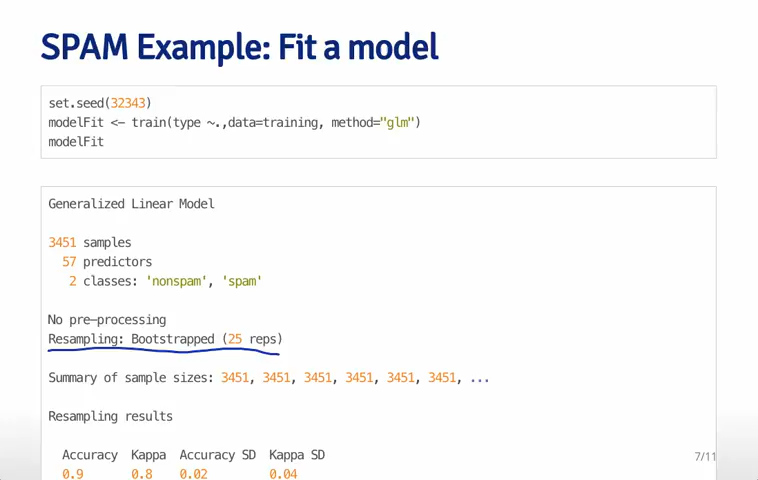 SPAM Example: Fit a model
set.seed(32343)
modelFit <- train(type ~.,data=training, method="glm")
modelFit
Generalized Linear Model
3451 samples
57 predictors
2 classes: 'nonspam', 'spam'
No pre-processing
Resampling: Bootstrapped (25 reps)
Summary of sample sizes: 3451, 3451, 3451, 3451, 3451, 3451, ...
Resampling results
Accuracy Kappa Accuracy SD Kappa SD
0.9 0.8 0.02 0.04
7/11